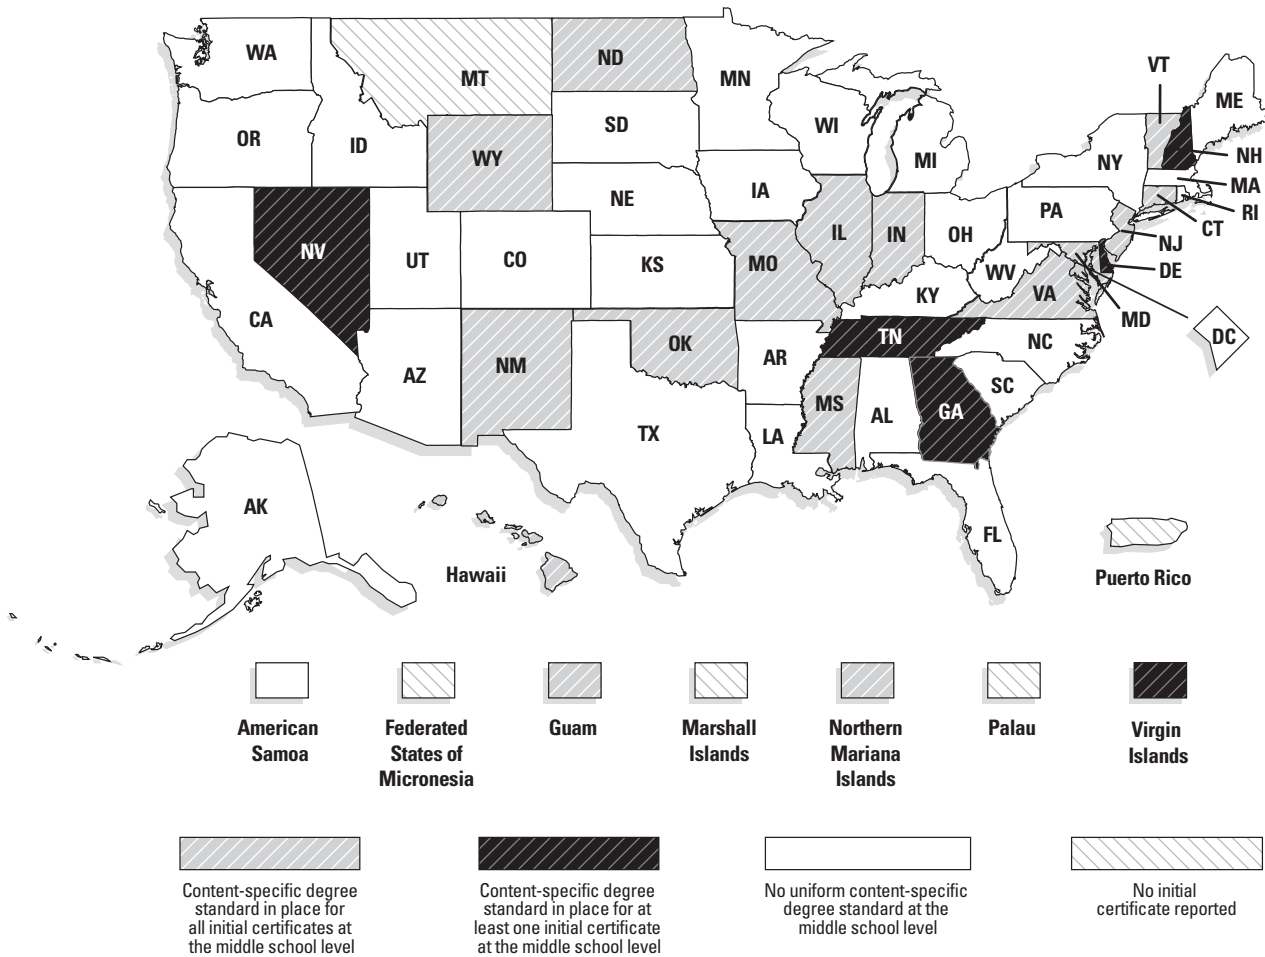 WA
MT
ND
MN
VT
ME
OR
ID
SD
WI
MI
NY
NH
WY
MA
IA
NE
PA
RI
CT
NV
UT
CO
KS
MO
IL
IN
OH
NJ
WV
DE
KY
VA
CA
MD
DC
TN
NC
OK
AR
NM
AZ
SC
MS
AL
GA
TX
LA
AK
FL
Hawaii
Puerto Rico
American
Samoa
Federated
States of
Micronesia
Guam
Marshall
Islands
Northern
Mariana
Islands
Palau
Virgin
Islands
Content-specific degree
standard in place for
all initial certificates at
the middle school level
Content-specific degree
standard in place for at
least one initial certificate
at the middle school level
No uniform content-specific
degree standard at the
middle school level
No initial
certificate reported